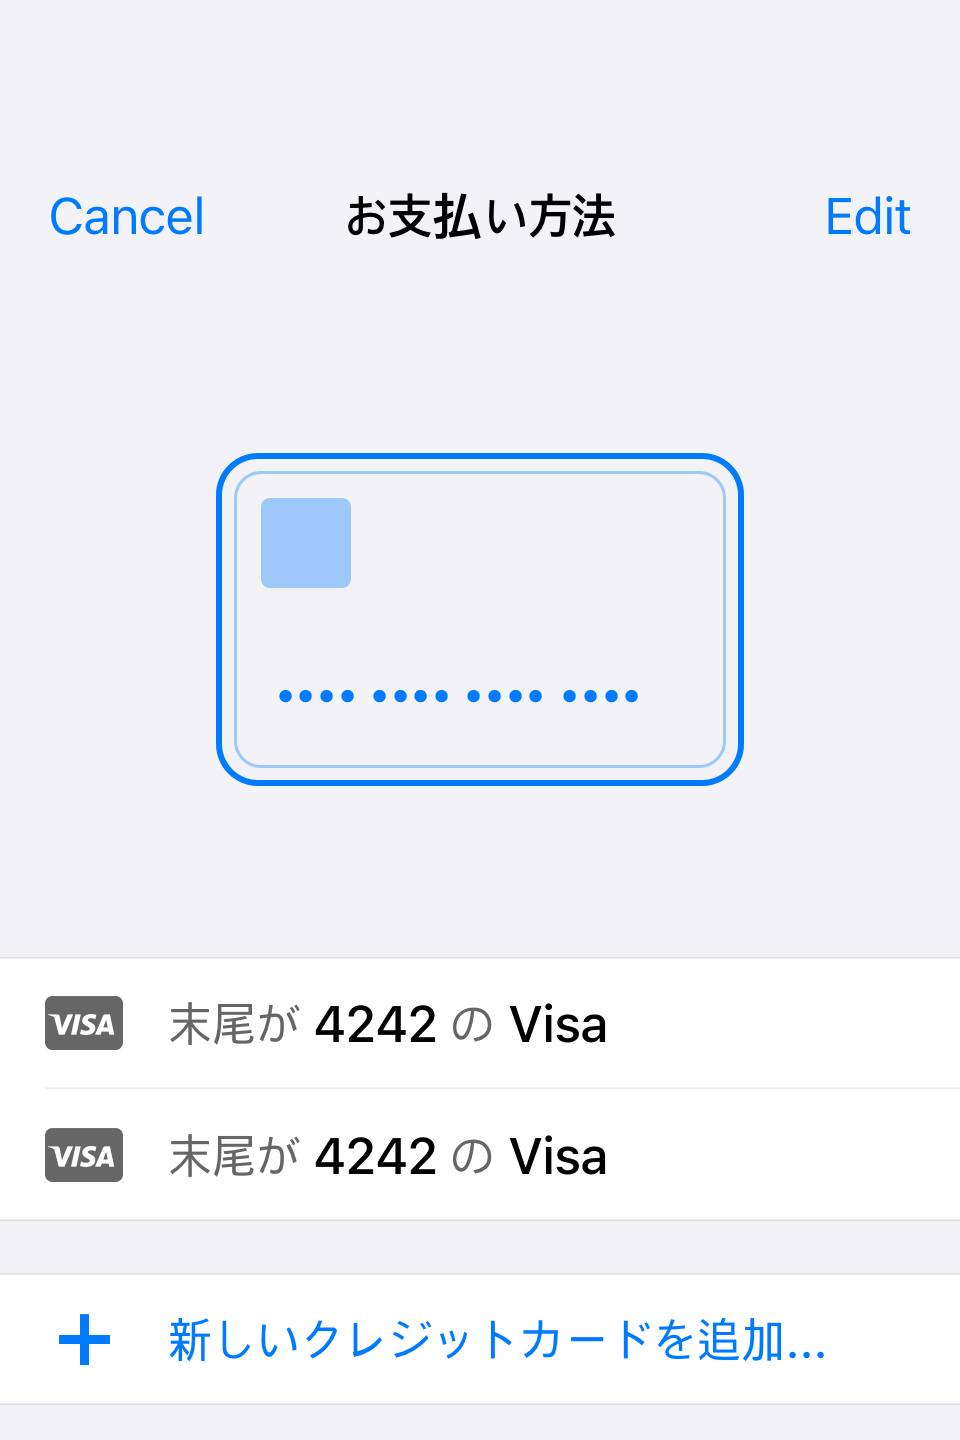 Cancel お支払い方法 Edit
•••• •••• •••• ••••
VISA 末尾が 4242 の Visa
VISA 末尾が 4242 の Visa
+ 新しいクレジットカードを追加...